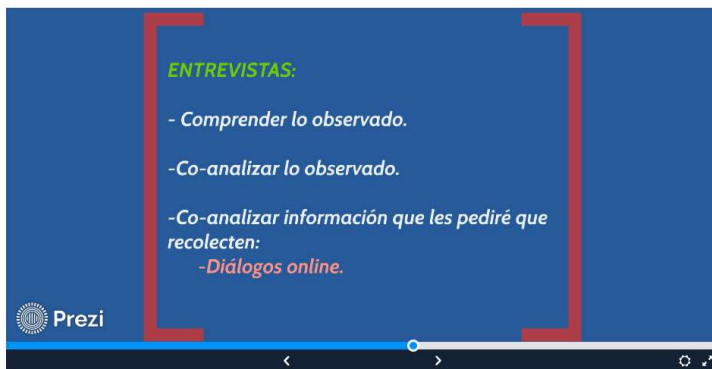 ENTREVISTAS:
- Comprender lo observado.
-Co-analizar lo observado.
-Co-analizar información que les pediré que
recolecten:
-Diálogos online.
Prezi